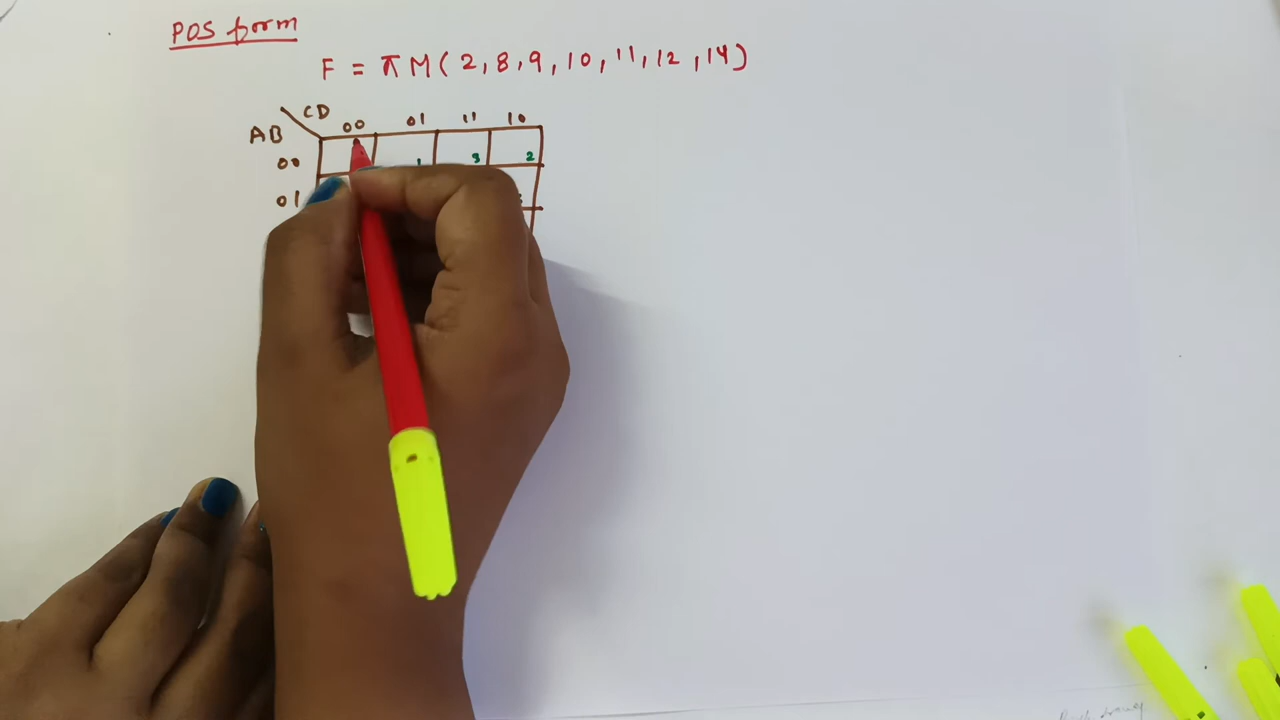 POS form
F = π M ( 2, 8, 9, 10, 11, 12, 14)
CD
AB 00 01 11 10
00 1 3 2
01